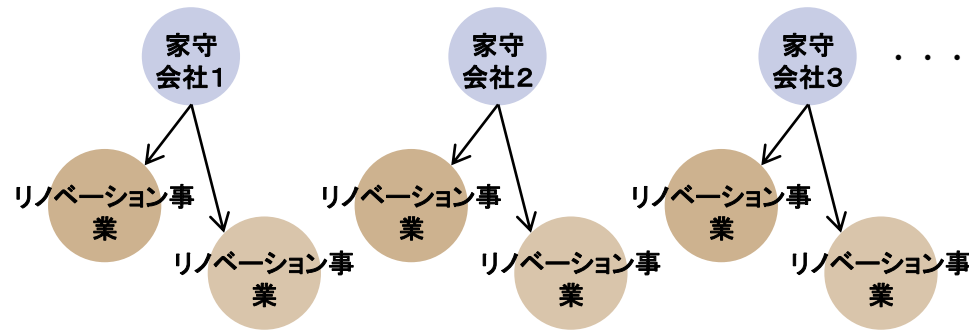 家守
会社1
家守
会社2
家守
会社3
・・・
リノベーション事
業
リノベーション事
業
リノベーション事
業
リノベーション事
業
リノベーション事
業
リノベーション事
業